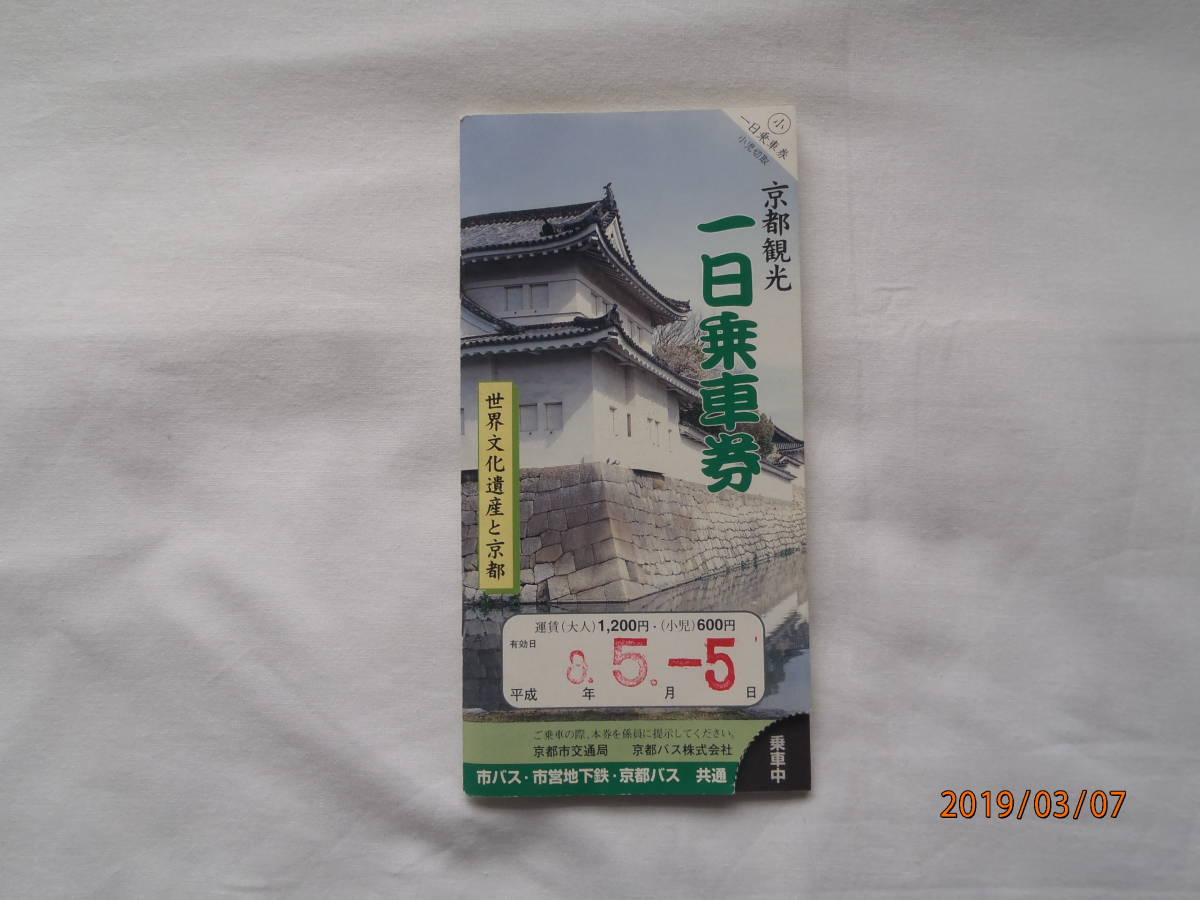 小
一日乗車券
小児切取
京都観光
一日乗車券
世界文化遺産と京都
運賃(大人)1,200円・(小児)600円
有効日
8. 5. -5
平成 年 月 日
ご乗車の際、本券を係員に提示してください。
京都市交通局 京都バス株式会社
市バス・市営地下鉄・京都バス 共通
乗車中
2019/03/07